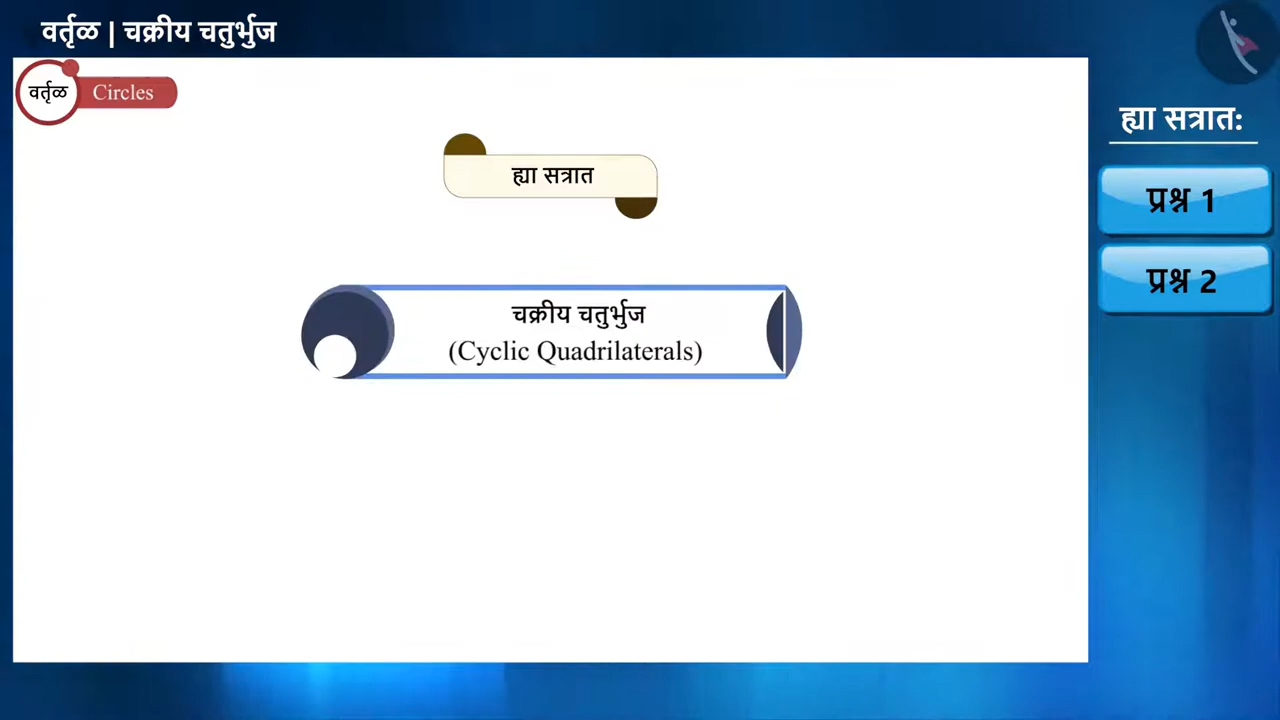 वर्तृळ | चक्रीय चतुर्भुज
वर्तृळ Circles
ह्या सत्रात
चक्रीय चतुर्भुज
(Cyclic Quadrilaterals)
ह्या सत्रात:
प्रश्न 1
प्रश्न 2